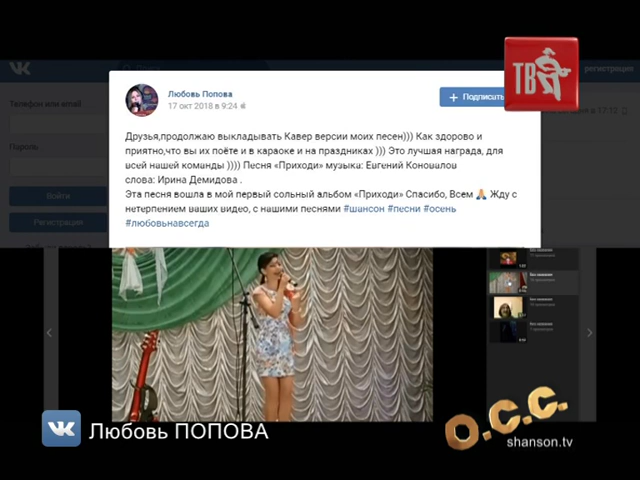 ТВ
регистрация
Любовь Попова
17 окт 2018 в 9:24
Подписать
Телефон или email
Пароль
Войти
Регистрация
Друзья,продолжаю выкладывать Кавер версии моих песен))) Как здорово и
приятно,что вы их поёте и в караоке и на праздниках ))) Это лучшая награда, для
всей нашей команды )))) Песня «Приходи» музыка: Евгений Коновалов
слова: Ирина Демидова .
Эта песня вошла в мой первый сольный альбом «Приходи» Спасибо, Всем 🙏 Жду с
нетерпением ваших видео, с нашими песнями #шансон #песни #осень
#любовьнавсегда
Любовь ПОПОВА
О.С.С.
shanson.tv